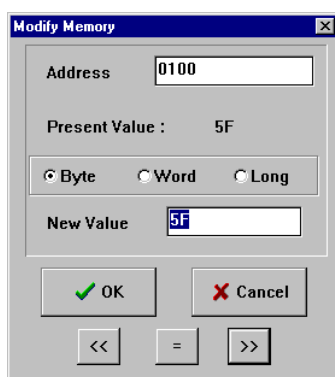 Modify Memory
Address 0100
Present Value : 5F
Byte Word Long
New Value 5F
OK Cancel
<< = >>